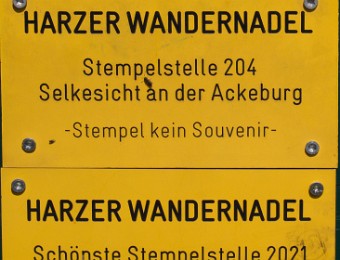 HARZER WANDERNADEL
Stempelstelle 204
Selkesicht an der Ackeburg
-Stempel kein Souvenir-
HARZER WANDERNADEL
Schönste Stempelstelle 2021